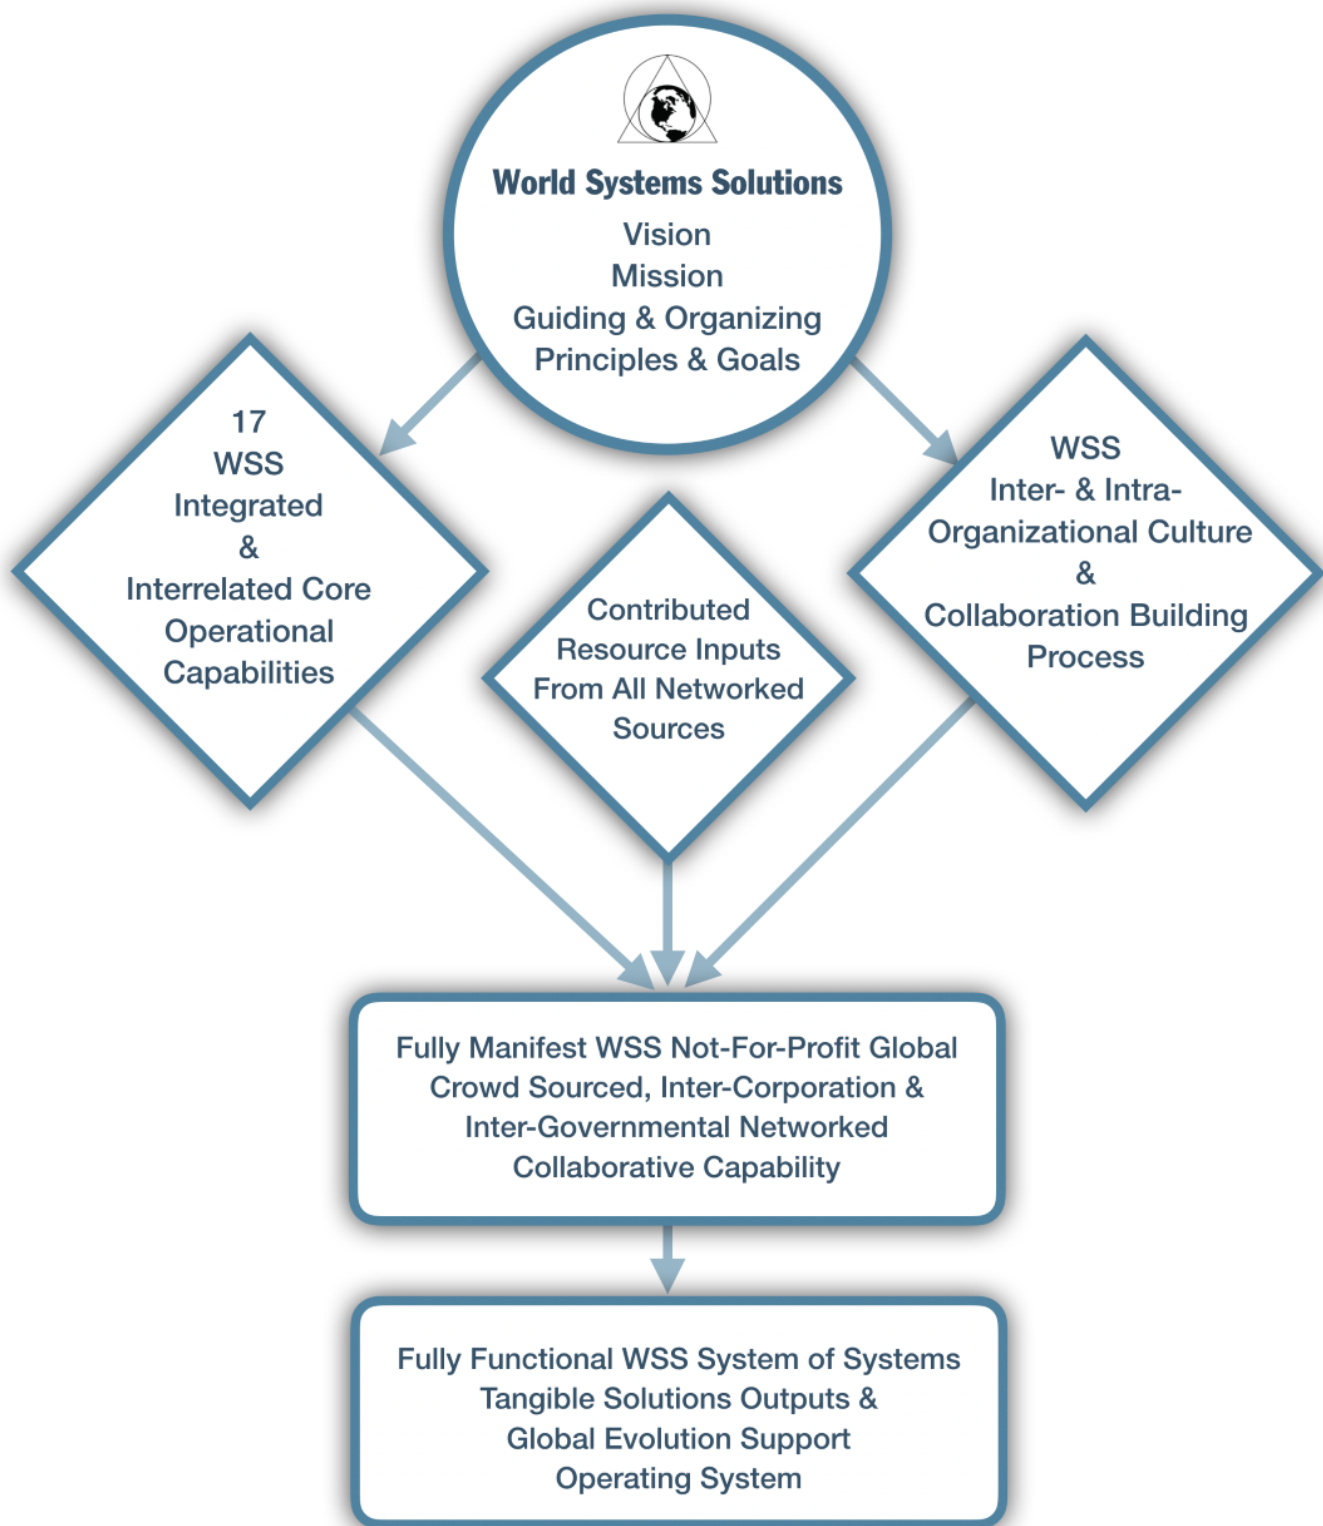 World Systems Solutions
Vision
Mission
Guiding & Organizing
Principles & Goals
17
WSS
Integrated
&
Interrelated Core
Operational
Capabilities
Contributed
Resource Inputs
From All Networked
Sources
WSS
Inter- & Intra-
Organizational Culture
&
Collaboration Building
Process
Fully Manifest WSS Not-For-Profit Global
Crowd Sourced, Inter-Corporation &
Inter-Governmental Networked
Collaborative Capability
Fully Functional WSS System of Systems
Tangible Solutions Outputs &
Global Evolution Support
Operating System